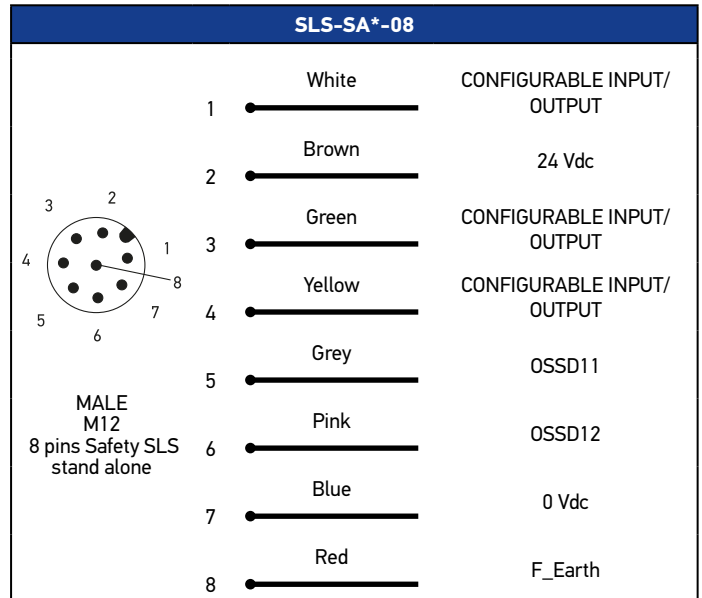 SLS-SA*-08
1 White CONFIGURABLE INPUT/
OUTPUT
2 Brown 24 Vdc
3 Green CONFIGURABLE INPUT/
OUTPUT
4 Yellow CONFIGURABLE INPUT/
OUTPUT
5 Grey OSSD11
6 Pink OSSD12
7 Blue 0 Vdc
8 Red F_Earth
3 2
1
4
8
5 7
6
MALE
M12
8 pins Safety SLS
stand alone